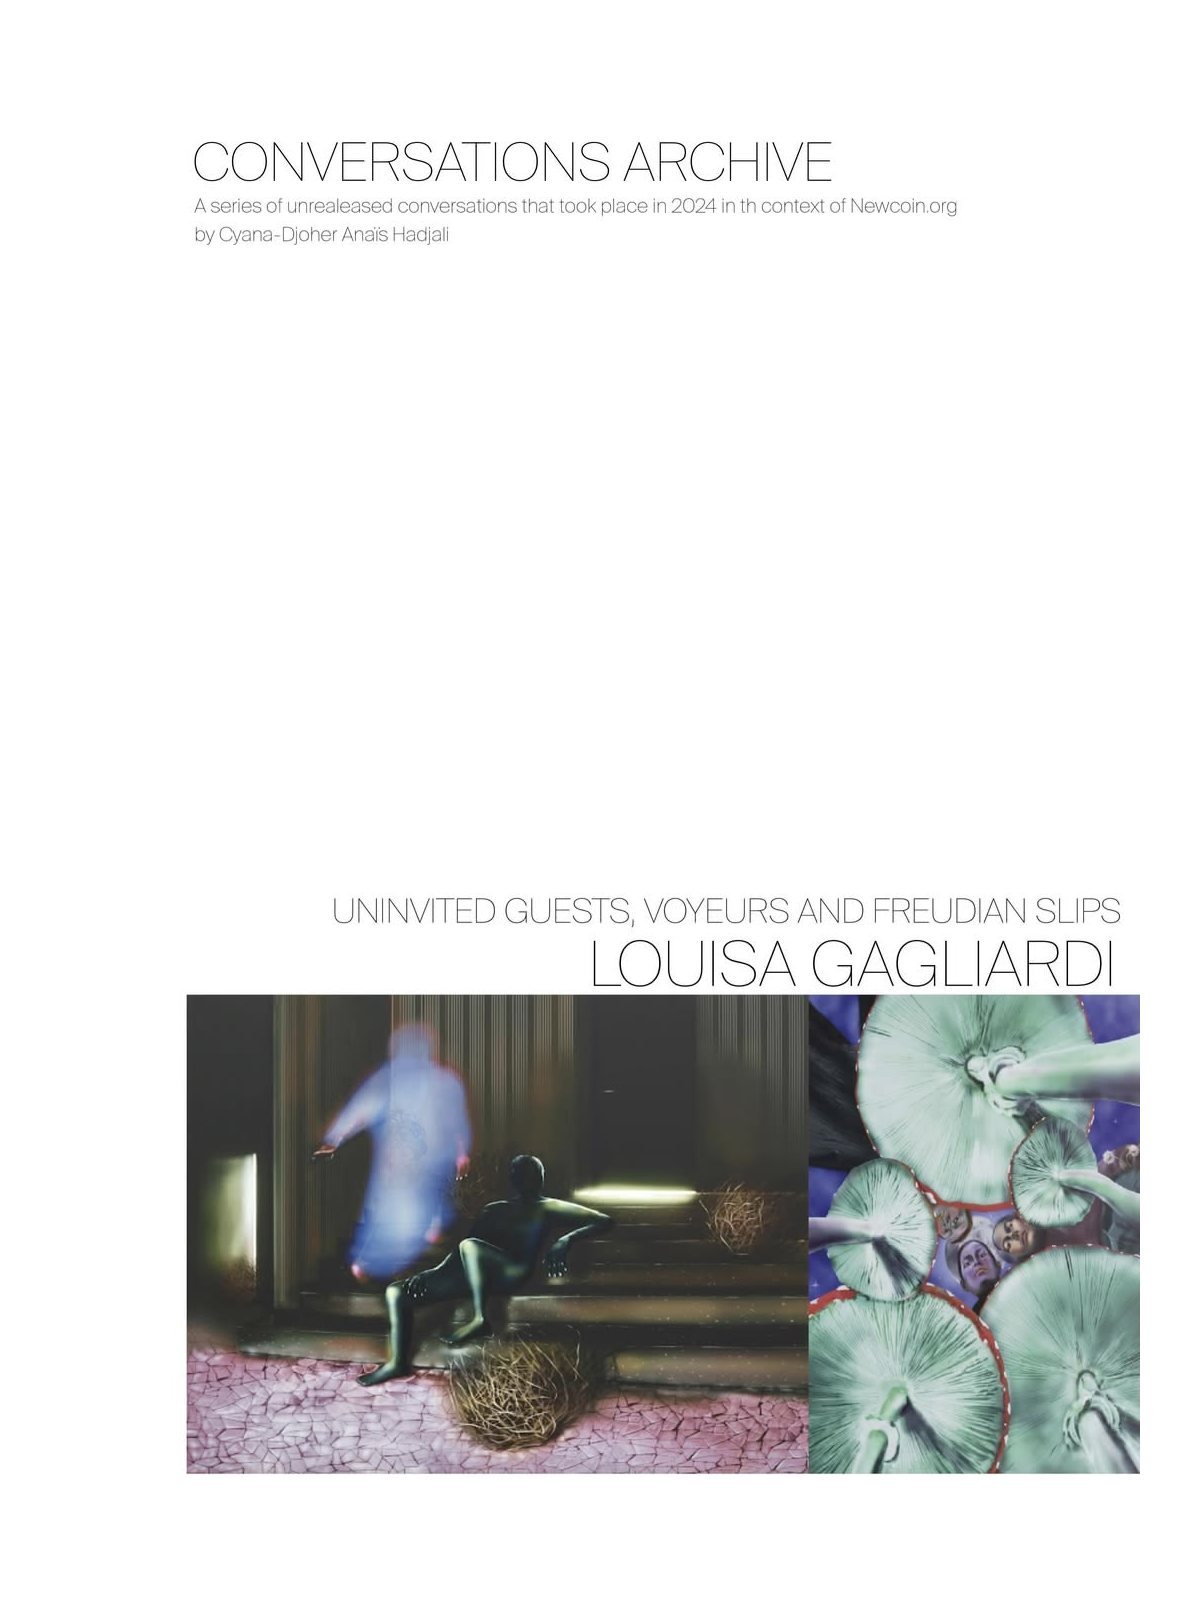 CONVERSATIONS ARCHIVE
A series of unrealeased conversations that took place in 2024 in th context of Newcoin.org
by Cyana-Djoher Anaïs Hadjali
UNINVITED GUESTS, VOYEURS AND FREUDIAN SLIPS
LOUISA GAGLIARDI